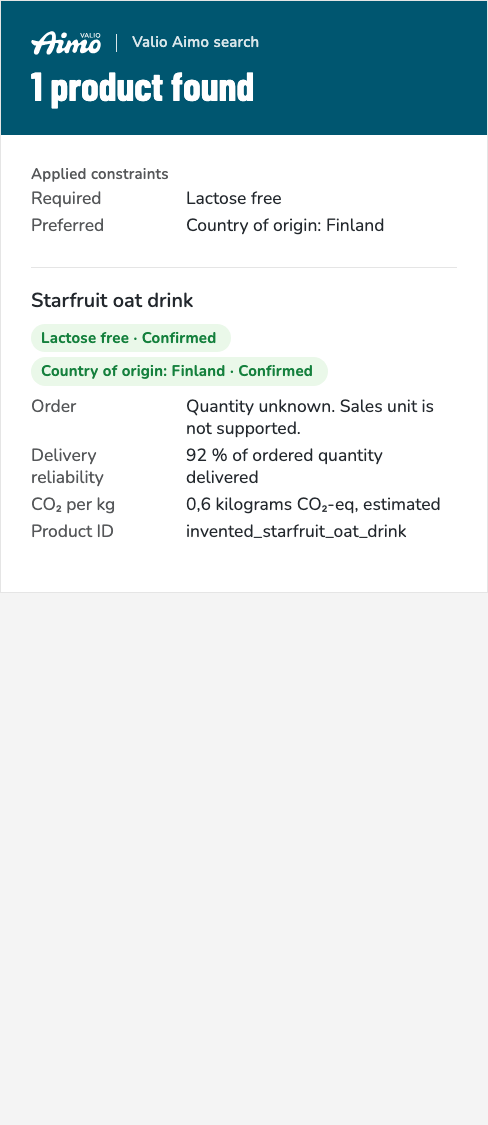 Aimo VALIO
Valio Aimo search
1 product found
Applied constraints
Required Lactose free
Preferred Country of origin: Finland
Starfruit oat drink
Lactose free · Confirmed
Country of origin: Finland · Confirmed
Order Quantity unknown. Sales unit is
not supported.
Delivery 92 % of ordered quantity
reliability delivered
CO₂ per kg 0,6 kilograms CO₂-eq, estimated
Product ID invented_starfruit_oat_drink